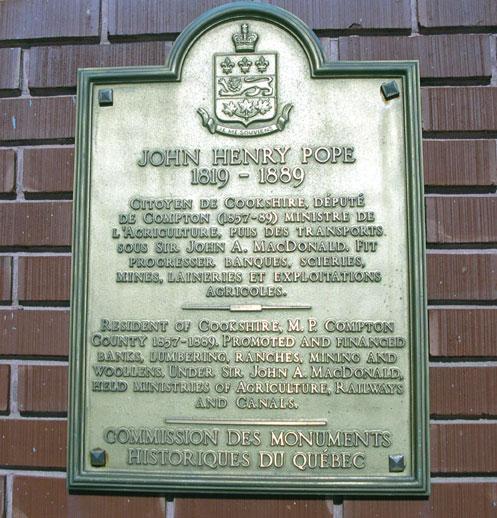 JE ME SOUVIENS
JOHN HENRY POPE
1819 - 1889
CITOYEN DE COOKSHIRE, DÉPUTÉ
DE COMPTON (1857-89) MINISTRE DE
L'AGRICULTURE, PUIS DES TRANSPORTS
SOUS SIR JOHN A. MACDONALD. FIT
PROGRESSER BANQUES, SCIERIES,
MINES, LAINERIES ET EXPLOITATIONS
AGRICOLES.
RESIDENT OF COOKSHIRE, M.P. COMPTON
COUNTY 1857-1889. PROMOTED AND FINANCED
BANKS, LUMBERING, RANCHES, MINING AND
WOOLLENS. UNDER SIR JOHN A. MACDONALD,
HELD MINISTRIES OF AGRICULTURE, RAILWAYS
AND CANALS.
COMMISSION DES MONUMENTS
HISTORIQUES DU QUÉBEC